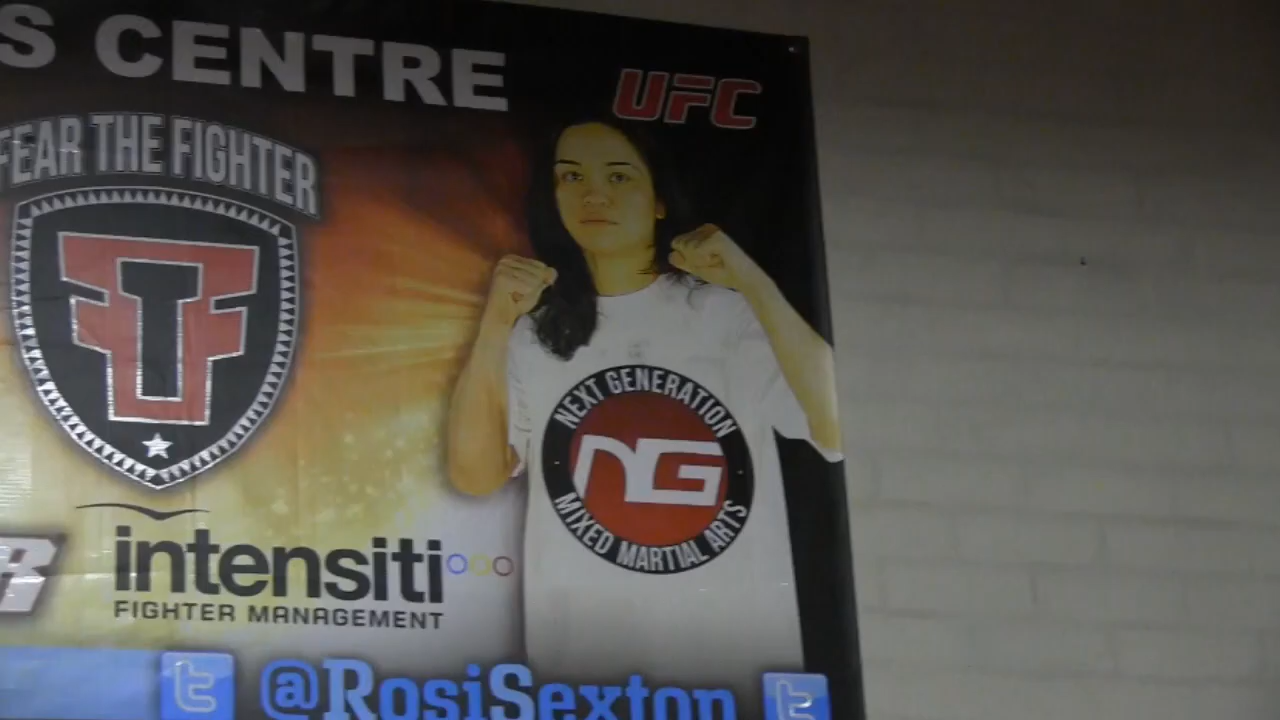 S CENTRE
UFC
FEAR THE FIGHTER
NEXT GENERATION
NG
MIXED MARTIAL ARTS
R
intensiti
FIGHTER MANAGEMENT
@RosiSexton